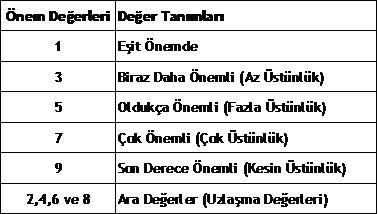 Önem Değerleri Değer Tanımları
1 Eşit Önemde
3 Biraz Daha Önemli (Az Üstünlük)
5 Oldukça Önemli (Fazla Üstünlük)
7 Çok Önemli (Çok Üstünlük)
9 Son Derece Önemli (Kesin Üstünlük)
2,4,6 ve 8 Ara Değerler (Uzlaşma Değerleri)